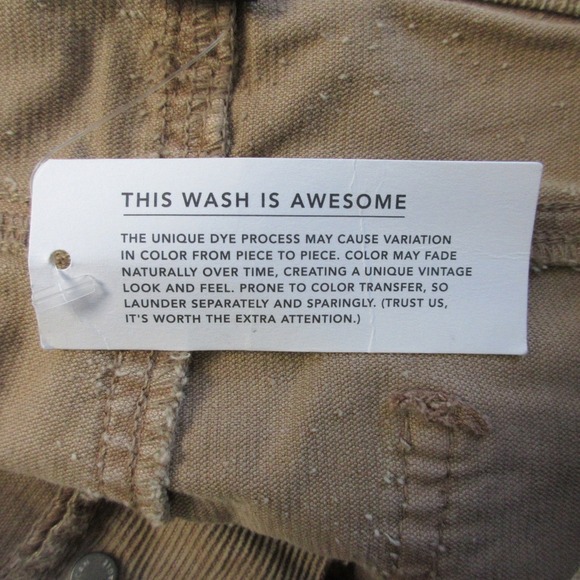 THIS WASH IS AWESOME
THE UNIQUE DYE PROCESS MAY CAUSE VARIATION
IN COLOR FROM PIECE TO PIECE. COLOR MAY FADE
NATURALLY OVER TIME, CREATING A UNIQUE VINTAGE
LOOK AND FEEL. PRONE TO COLOR TRANSFER, SO
LAUNDER SEPARATELY AND SPARINGLY. (TRUST US,
IT'S WORTH THE EXTRA ATTENTION.)